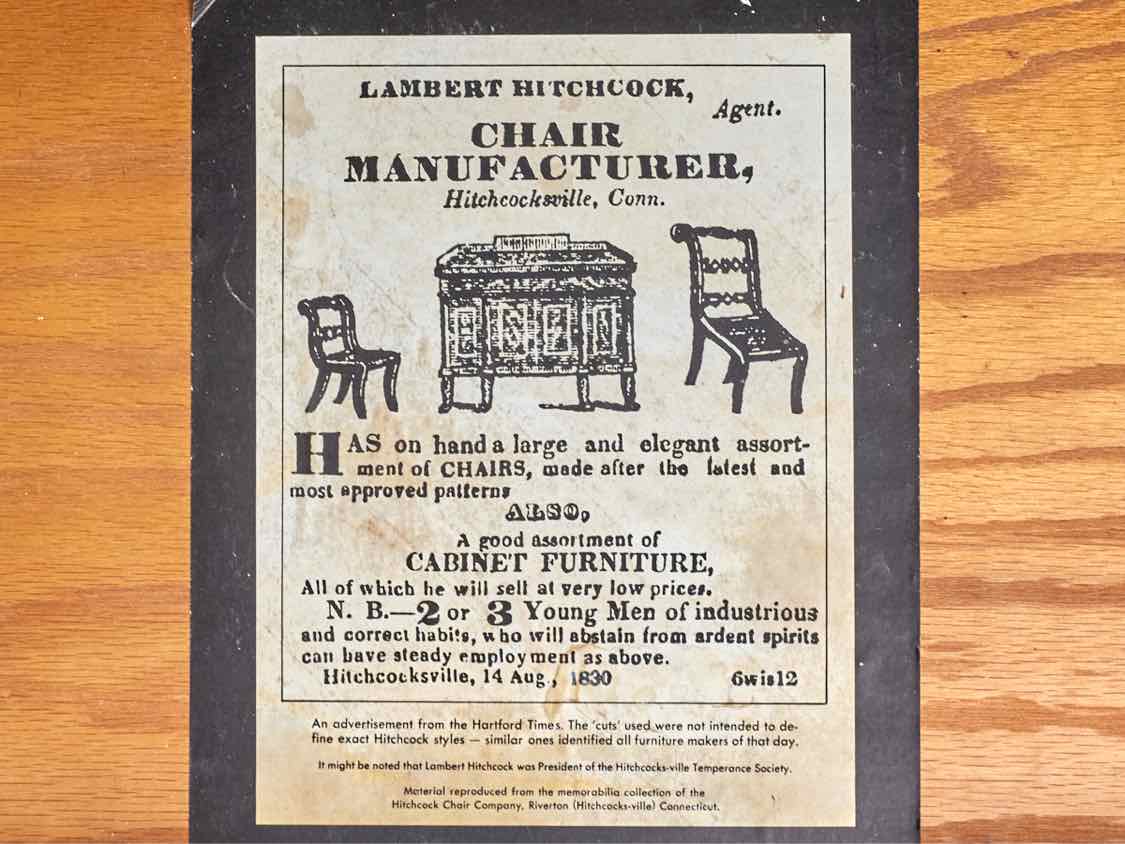 LAMBERT HITCHCOCK,
Agent.
CHAIR
MANUFACTURER,
Hitchcocksville, Conn.
HAS on hand a large and elegant assort-
ment of CHAIRS, made after the latest and
most approved patterns
ALSO,
A good assortment of
CABINET FURNITURE,
All of which he will sell at very low prices.
N. B.—2 or 3 Young Men of industrious
and correct habits, who will abstain from ardent spirits
can have steady employment as above.
Hitchcocksville, 14 Aug., 1830 6wis12
An advertisement from the Hartford Times. The 'cuts' used were not intended to de-
fine exact Hitchcock styles — similar ones identified all furniture makers of that day.
It might be noted that Lambert Hitchcock was President of the Hitchcocks-ville Temperance Society.
Material reproduced from the memorabilia collection of the
Hitchcock Chair Company, Riverton (Hitchcocks-ville) Connecticut.